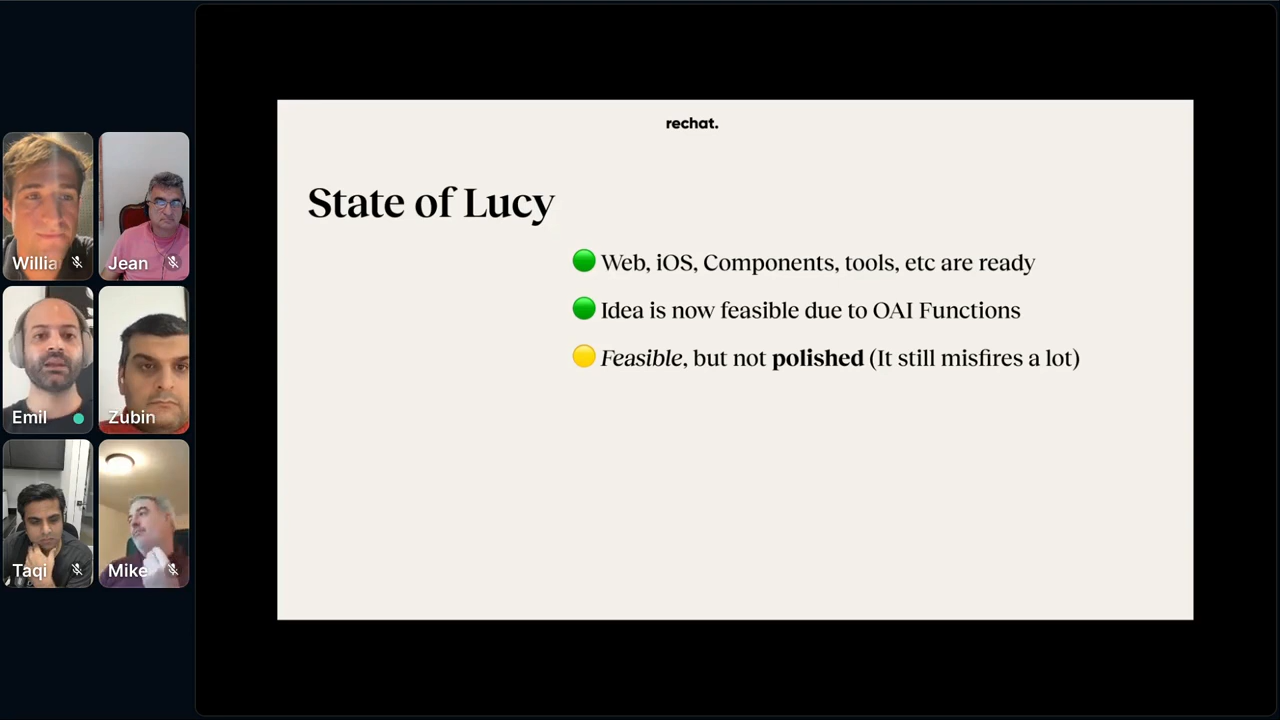 rechat.
State of Lucy
🟢 Web, iOS, Components, tools, etc are ready
🟢 Idea is now feasible due to OAI Functions
🟡 Feasible, but not polished (It still misfires a lot)
Willia
Jean
Emil
Zubin
Taqi
Mike